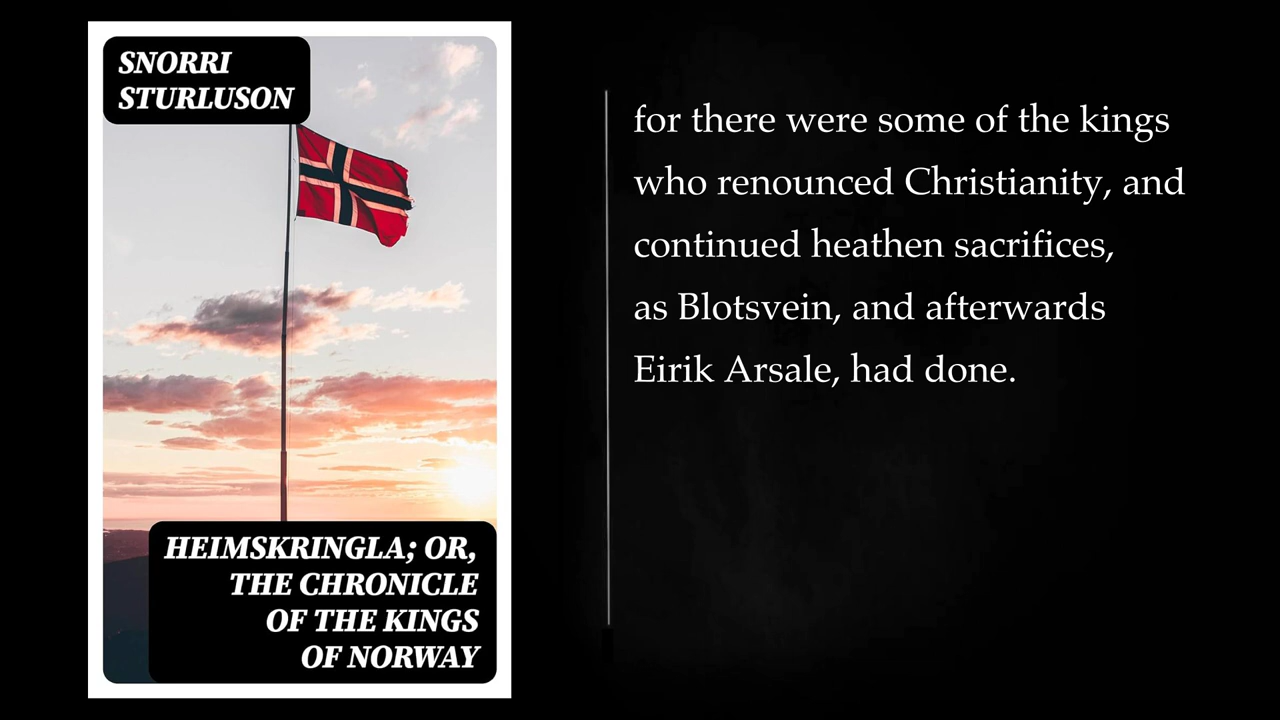 SNORRI
STURLUSON
HEIMSKRINGLA; OR,
THE CHRONICLE
OF THE KINGS
OF NORWAY
for there were some of the kings
who renounced Christianity, and
continued heathen sacrifices,
as Blotsvein, and afterwards
Eirik Arsale, had done.